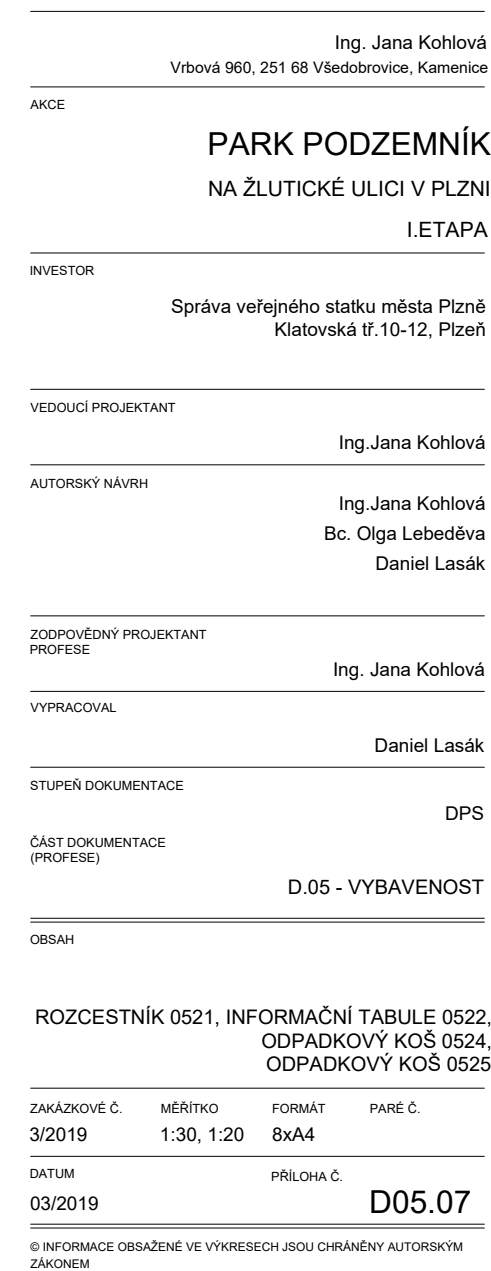 Ing. Jana Kohlová
Vrbová 960, 251 68 Všedobrovice, Kamenice
AKCE
PARK PODZEMNÍK
NA ŽLUTICKÉ ULICI V PLZNI
I.ETAPA
INVESTOR
Správa veřejného statku města Plzně
Klatovská tř.10-12, Plzeň
VEDOUCÍ PROJEKTANT
Ing.Jana Kohlová
AUTORSKÝ NÁVRH
Ing.Jana Kohlová
Bc. Olga Lebeděva
Daniel Lasák
ZODPOVĚDNÝ PROJEKTANT
PROFESE
Ing. Jana Kohlová
VYPRACOVAL
Daniel Lasák
STUPEŇ DOKUMENTACE
DPS
ČÁST DOKUMENTACE
(PROFESE)
D.05 - VYBAVENOST
OBSAH
ROZCESTNÍK 0521, INFORMAČNÍ TABULE 0522,
ODPADKOVÝ KOŠ 0524,
ODPADKOVÝ KOŠ 0525
ZAKÁZKOVÉ Č. MĚŘÍTKO FORMÁT PARÉ Č.
3/2019 1:30, 1:20 8xA4
DATUM PŘÍLOHA Č.
03/2019 D05.07
© INFORMACE OBSAŽENÉ VE VÝKRESECH JSOU CHRÁNĚNY AUTORSKÝM
ZÁKONEM